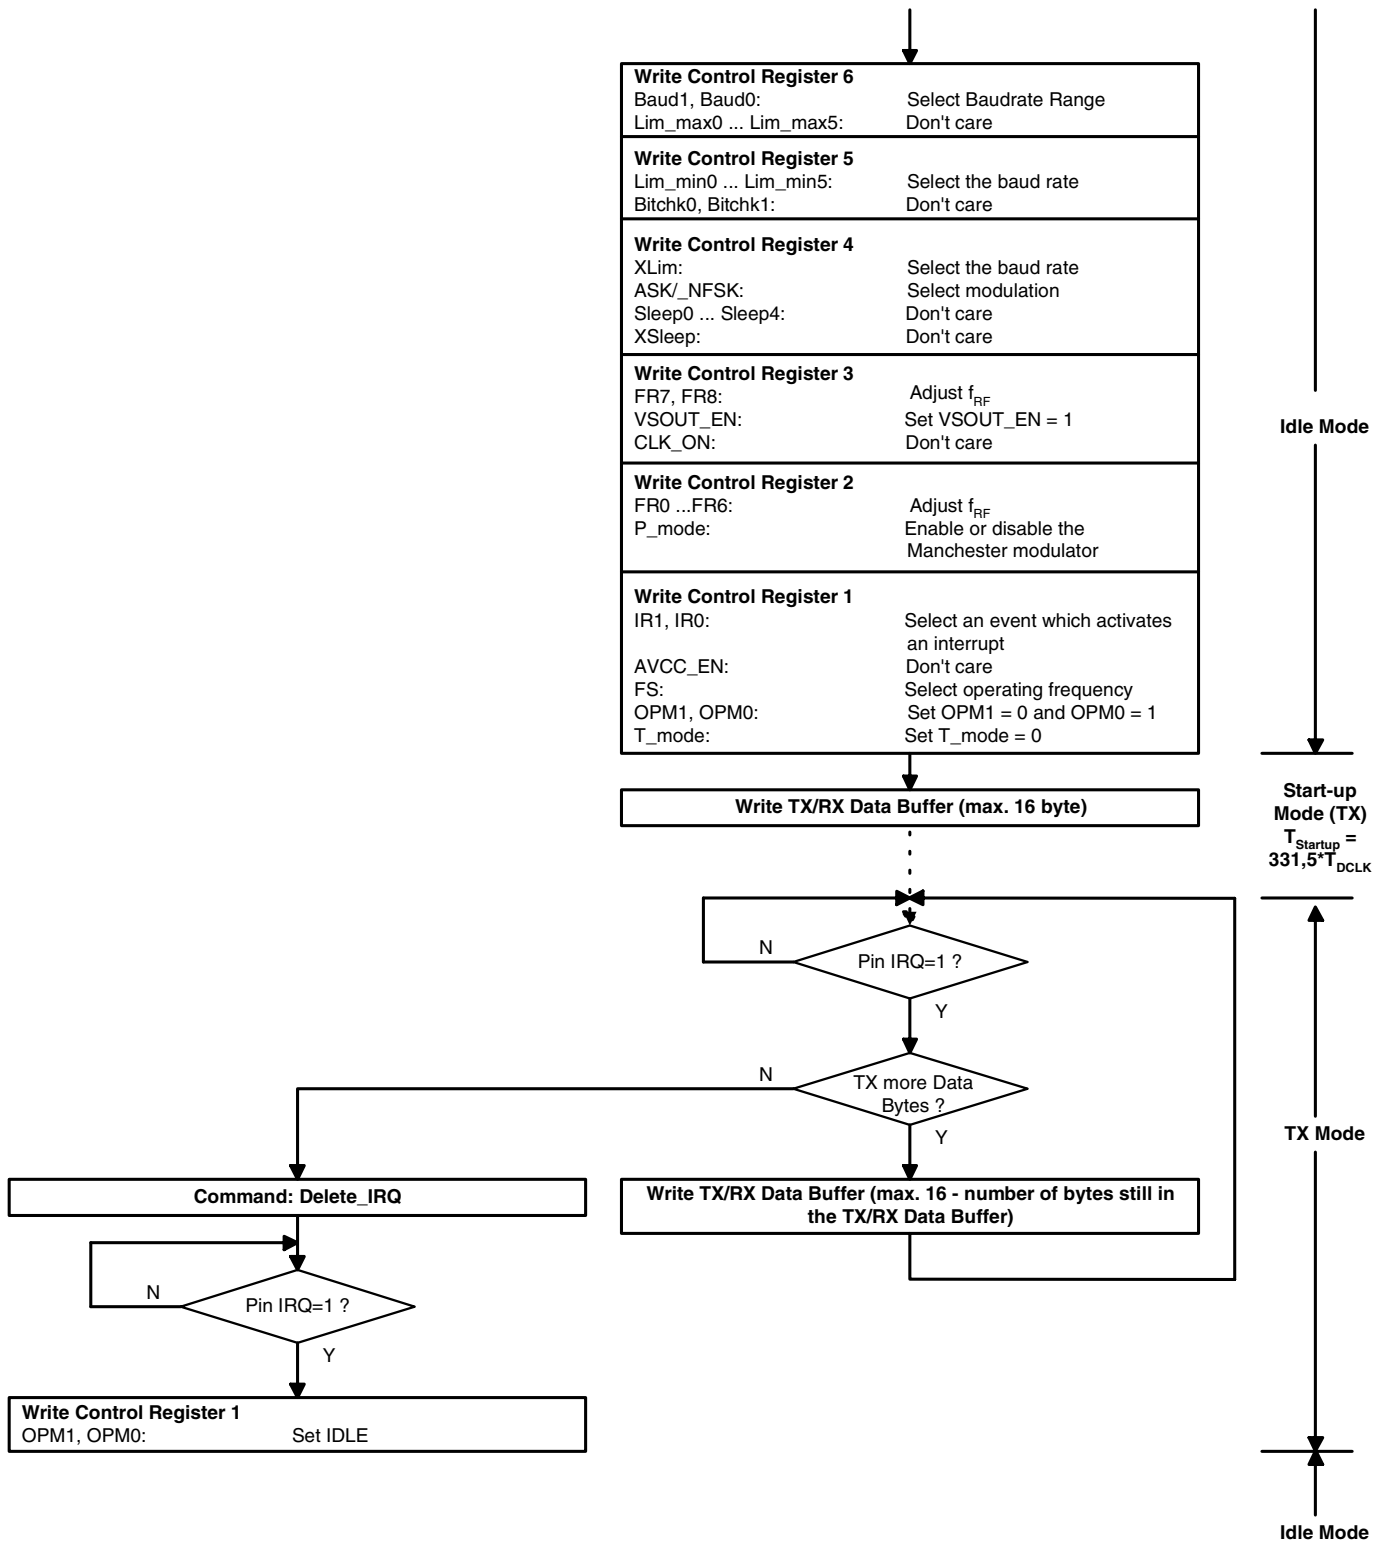 Write Control Register 6
Baud1, Baud0: Select Baudrate Range
Lim_max0 ... Lim_max5: Don't care
Write Control Register 5
Lim_min0 ... Lim_min5: Select the baud rate
Bitchk0, Bitchk1: Don't care
Write Control Register 4
XLim: Select the baud rate
ASK/_NFSK: Select modulation
Sleep0 ... Sleep4: Don't care
XSleep: Don't care
Write Control Register 3
FR7, FR8: Adjust fRF
VSOUT_EN: Set VSOUT_EN = 1
CLK_ON: Don't care
Idle Mode
Write Control Register 2
FR0 ...FR6: Adjust fRF
P_mode: Enable or disable the
Manchester modulator
Write Control Register 1
IR1, IR0: Select an event which activates
an interrupt
AVCC_EN: Don't care
FS: Select operating frequency
OPM1, OPM0: Set OPM1 = 0 and OPM0 = 1
T_mode: Set T_mode = 0
Write TX/RX Data Buffer (max. 16 byte)
Start-up
Mode (TX)
TStartup =
331,5*TDCLK
N
Pin IRQ=1 ?
Y
N
TX more Data
Bytes ?
Y
TX Mode
Command: Delete_IRQ
Write TX/RX Data Buffer (max. 16 - number of bytes still in
the TX/RX Data Buffer)
N
Pin IRQ=1 ?
Y
Write Control Register 1
OPM1, OPM0: Set IDLE
Idle Mode